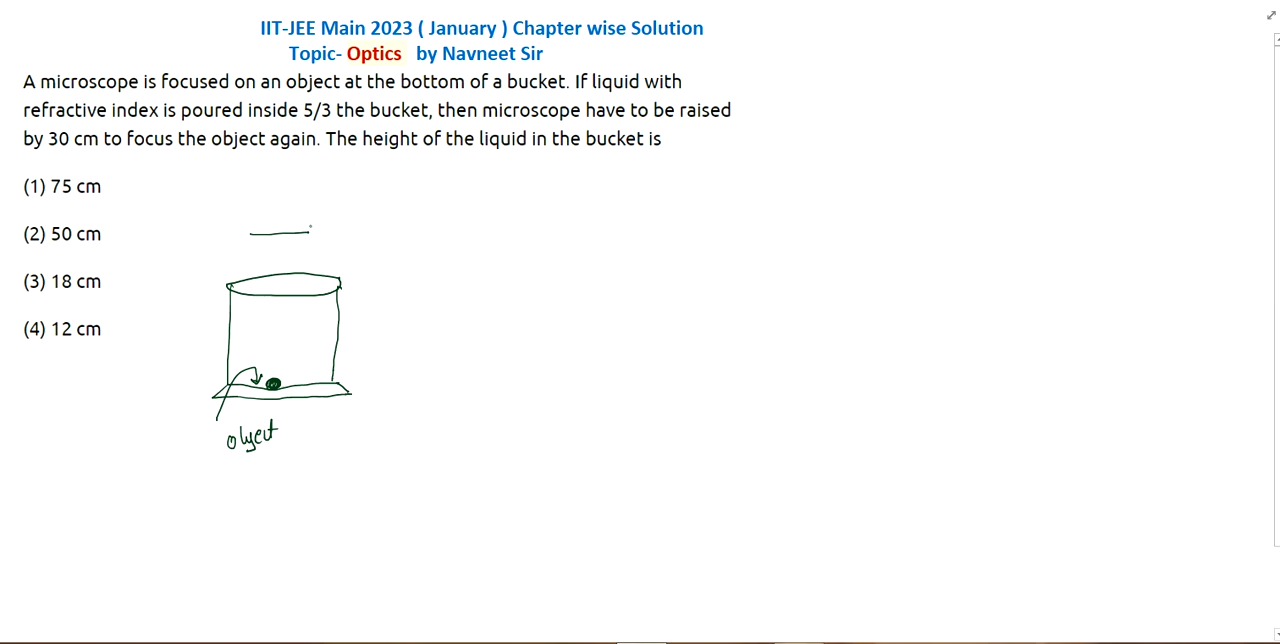 IIT-JEE Main 2023 ( January ) Chapter wise Solution
Topic- Optics by Navneet Sir
A microscope is focused on an object at the bottom of a bucket. If liquid with
refractive index is poured inside 5/3 the bucket, then microscope have to be raised
by 30 cm to focus the object again. The height of the liquid in the bucket is
(1) 75 cm
(2) 50 cm
(3) 18 cm
(4) 12 cm
object